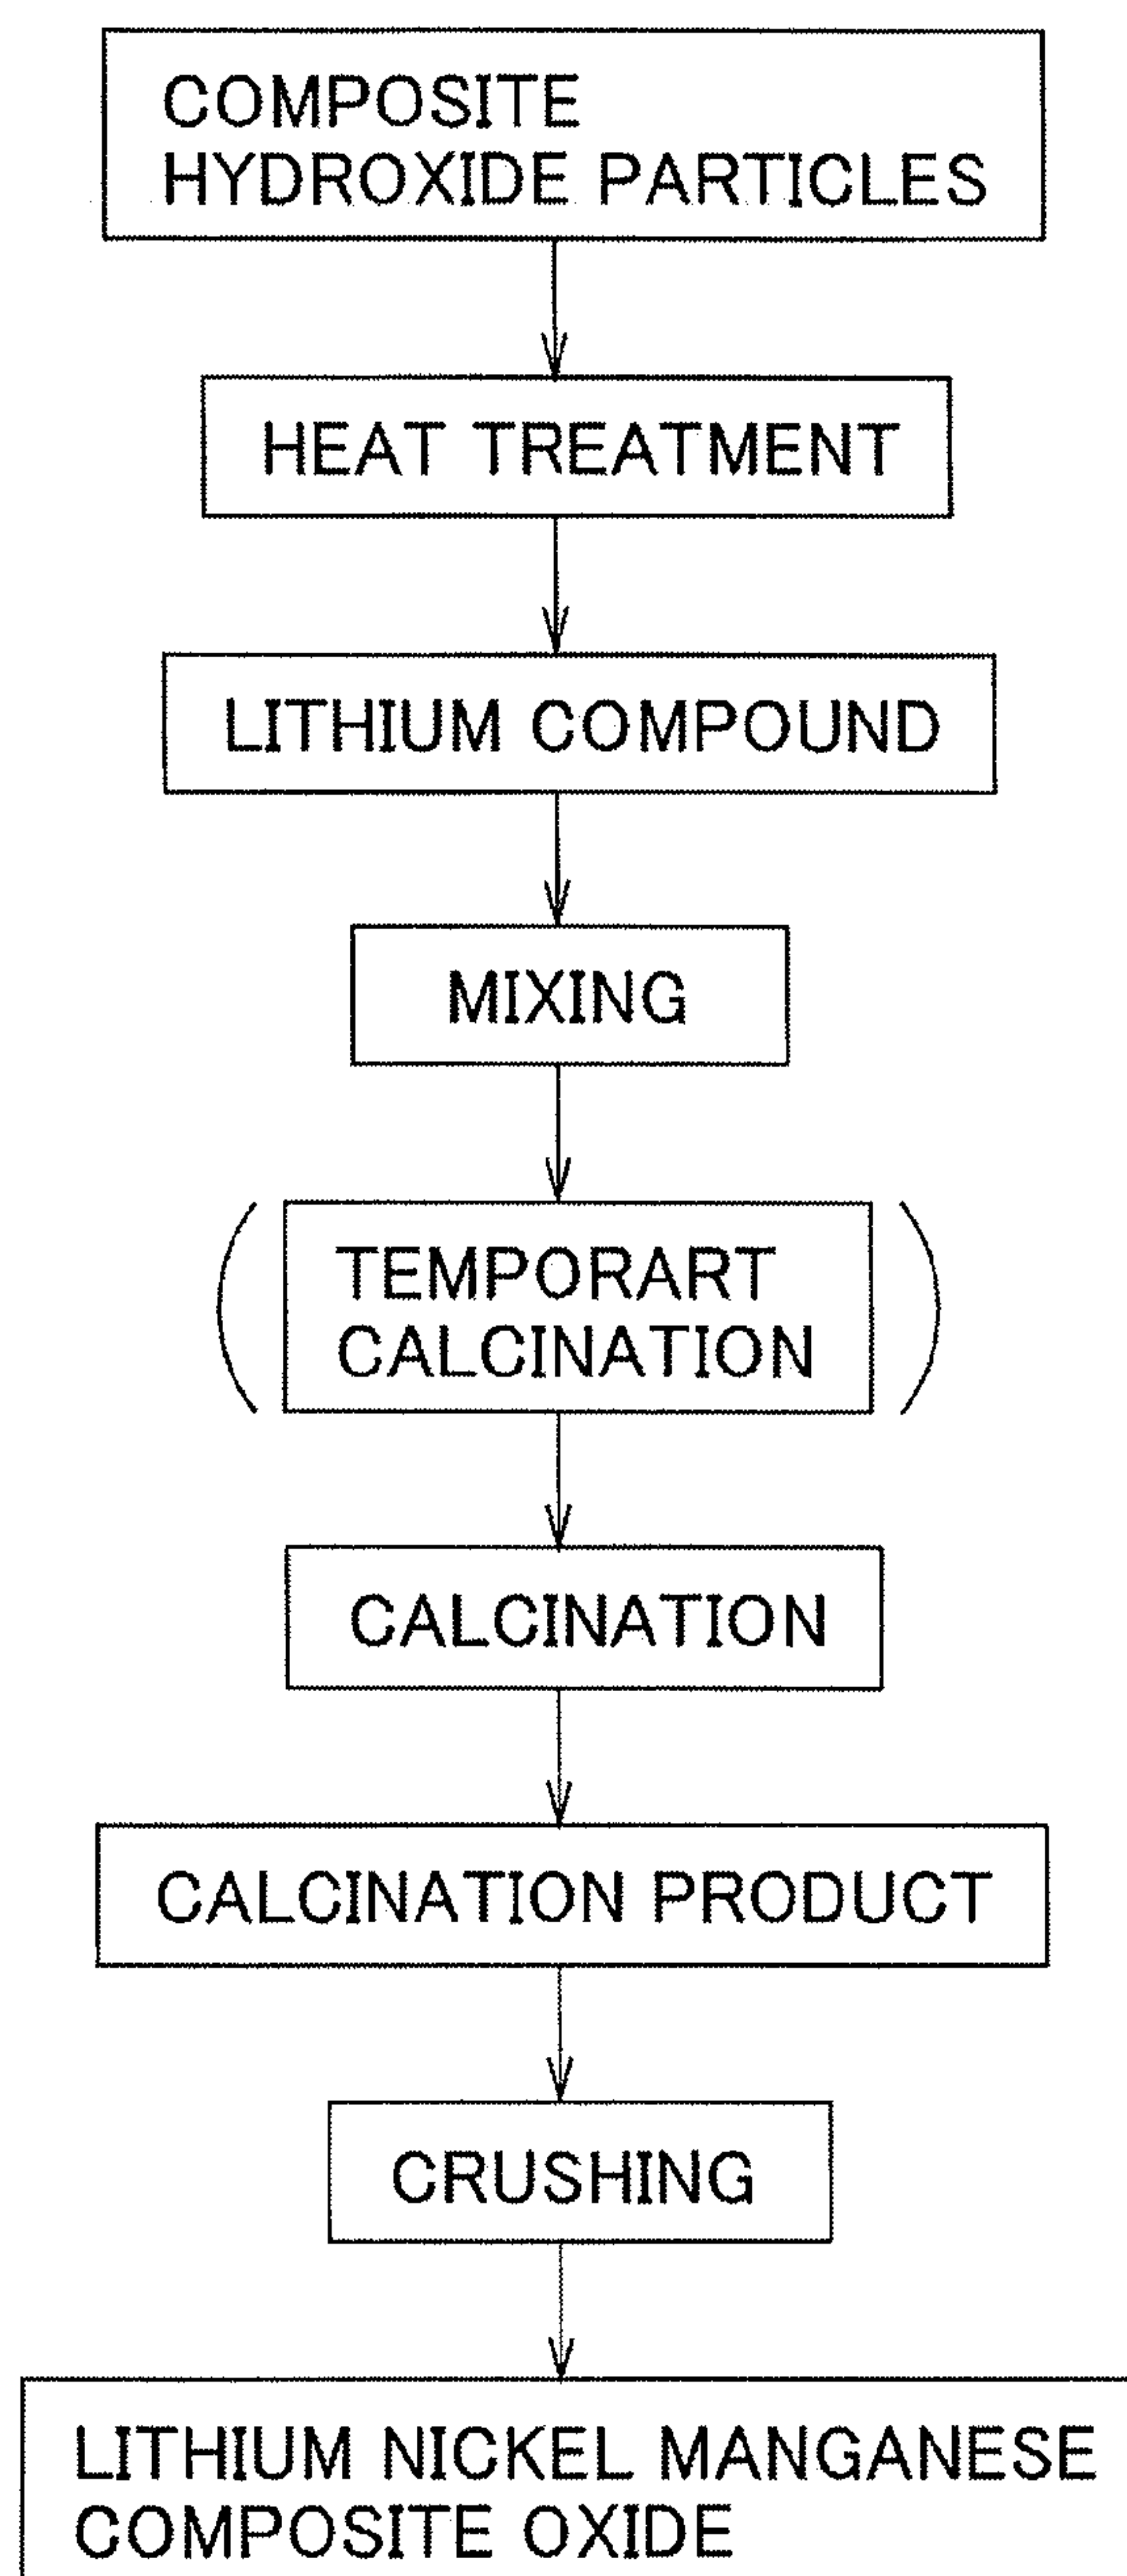 COMPOSITE
HYDROXIDE PARTICLES
HEAT TREATMENT
LITHIUM COMPOUND
MIXING
TEMPORART
CALCINATION
CALCINATION
CALCINATION PRODUCT
CRUSHING
LITHIUM NICKEL MANGANESE
COMPOSITE OXIDE